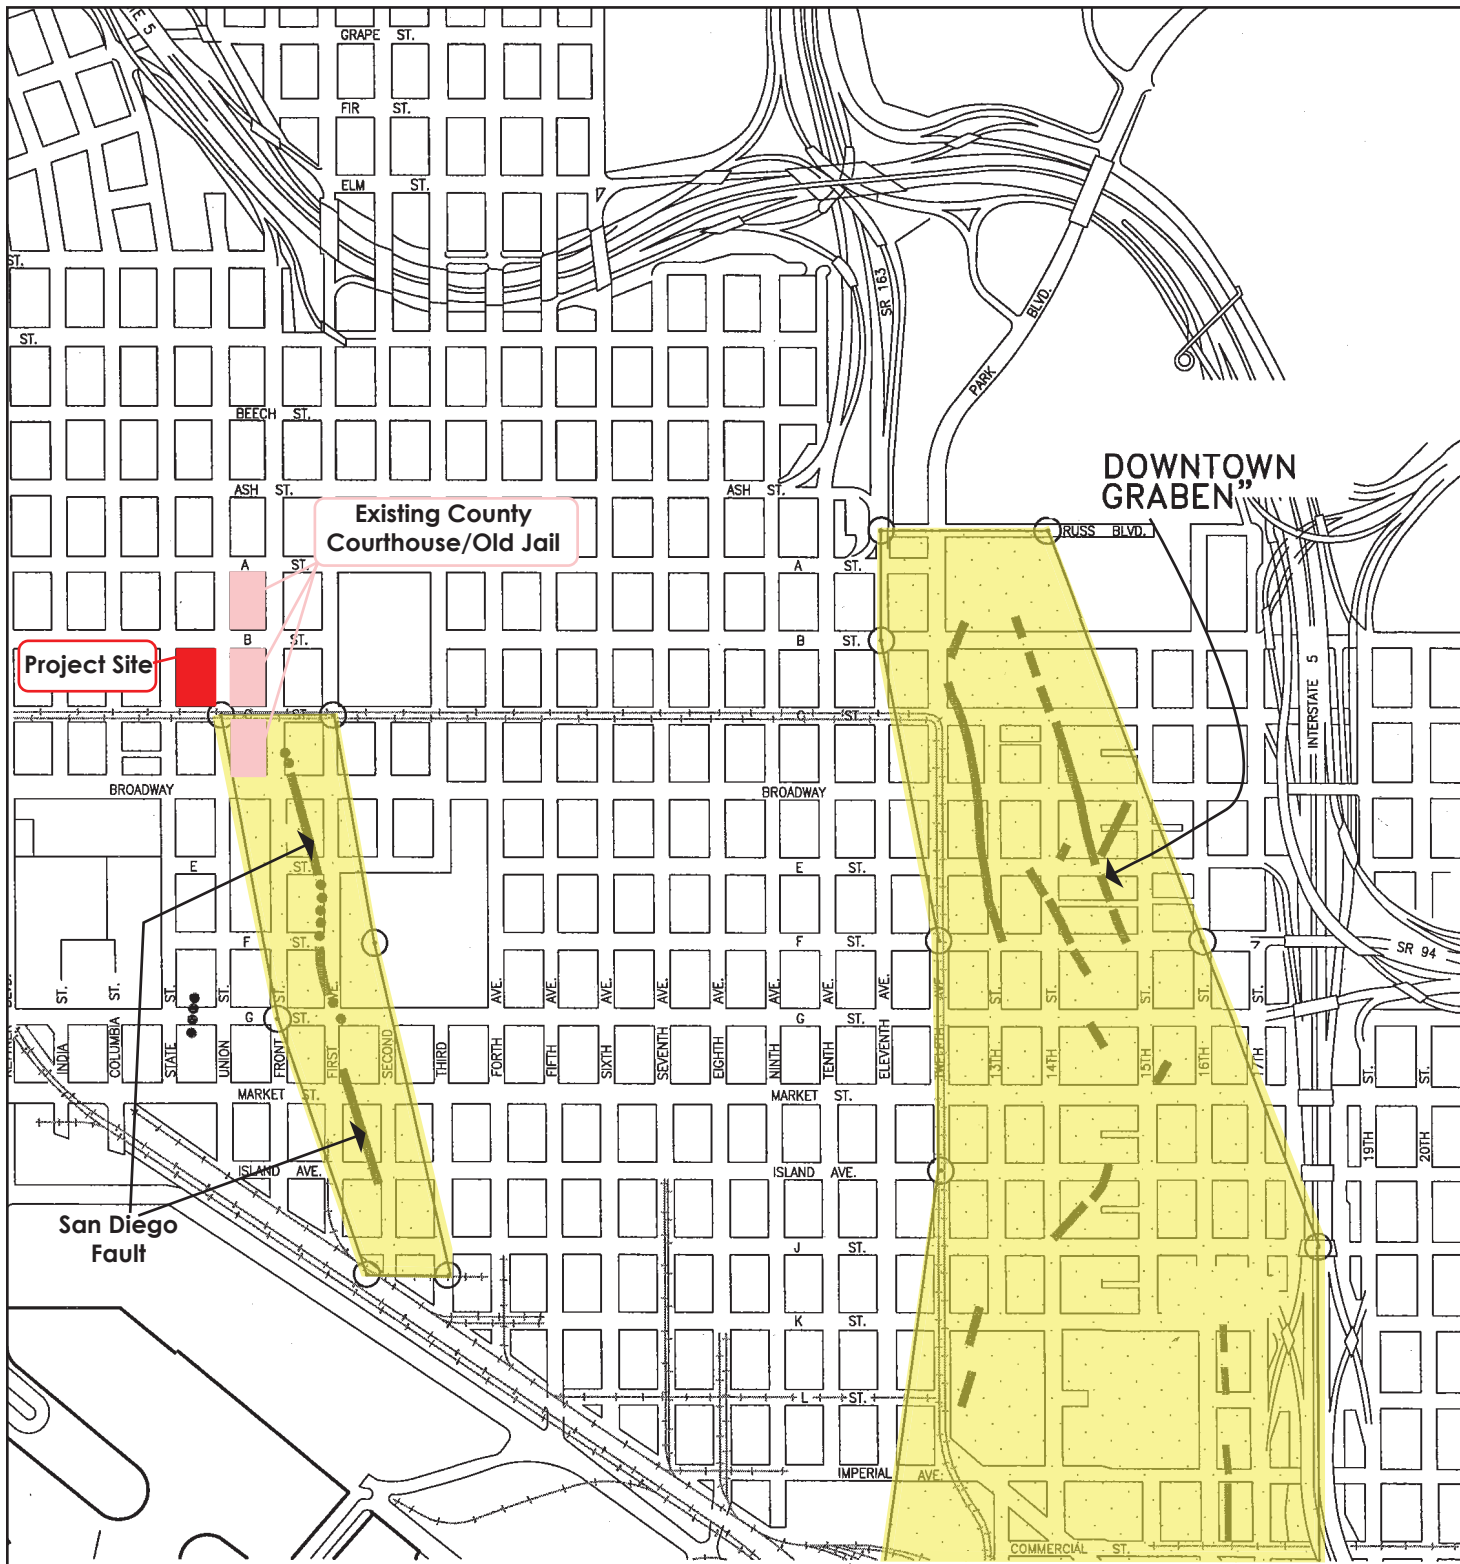 GRAPE ST.
FIR ST.
ELM ST.
ST.
SR 163
PARK BLVD.
ST.
BEECH ST.
ASH ST.
ASH ST.
DOWNTOWN
GRABEN"
Existing County
Courthouse/Old Jail
RUSS BLVD.
A ST.
A ST.
B ST.
B ST.
Project Site
INTERSTATE 5
C ST.
C ST.
BROADWAY
BROADWAY
E ST.
E ST.
F ST.
F ST.
SR 94
INDIA ST.
COLUMBIA ST.
STATE ST.
UNION ST.
FRONT ST.
FIRST AVE.
SECOND
THIRD
FORTH AVE.
FIFTH AVE.
SIXTH AVE.
SEVENTH AVE.
EIGHTH AVE.
NINTH AVE.
TENTH AVE.
ELEVENTH AVE.
TWELFTH AVE.
13TH ST.
14TH ST.
15TH ST.
16TH ST.
17TH ST.
19TH ST.
20TH ST.
G ST.
G ST.
MARKET ST.
MARKET ST.
ISLAND AVE.
ISLAND AVE.
San Diego
Fault
J ST.
K ST.
L ST.
IMPERIAL AVE.
COMMERCIAL ST.